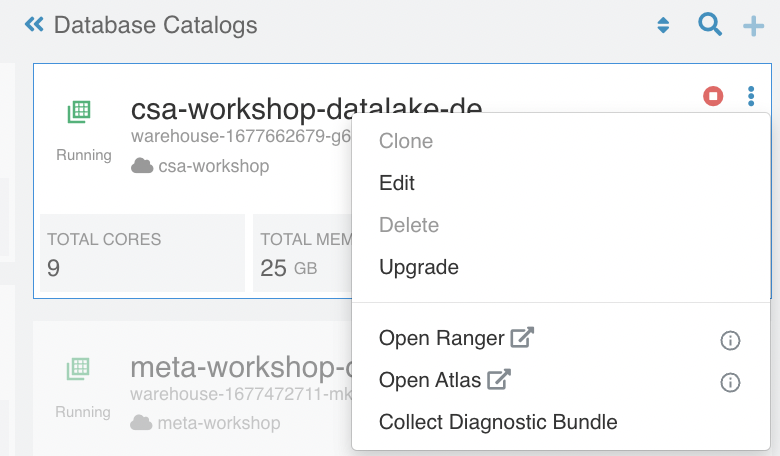 Database Catalogs
csa-workshop-datalake-de
warehouse-1677662679-g6
Running
csa-workshop
Clone
Edit
Delete
Upgrade
TOTAL CORES
9
TOTAL MEM
25 GB
Open Ranger
Open Atlas
Collect Diagnostic Bundle
meta-workshop-
warehouse-1677472711-mk
Running
meta-workshop